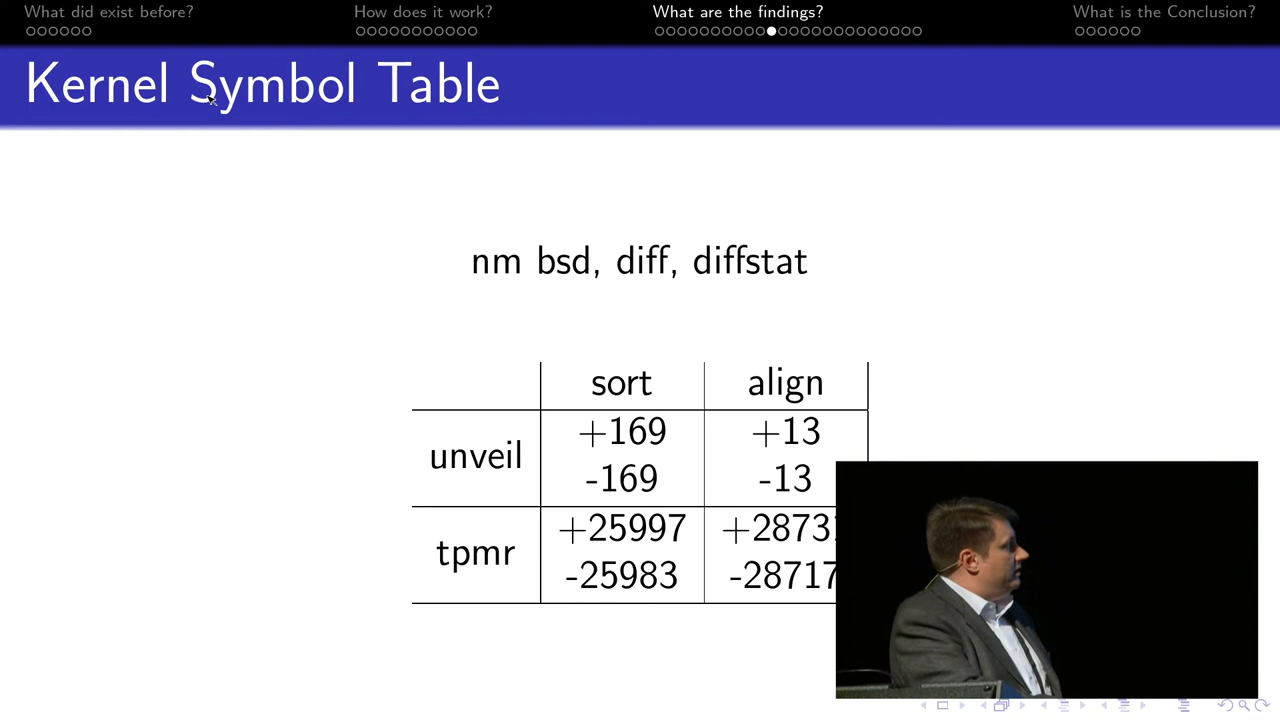 What did exist before? How does it work? What are the findings? What is the Conclusion?
Kernel Symbol Table
nm bsd, diff, diffstat
sort align
unveil
+169 +13
-169 -13
tpmr
+25997
-25983 -28717